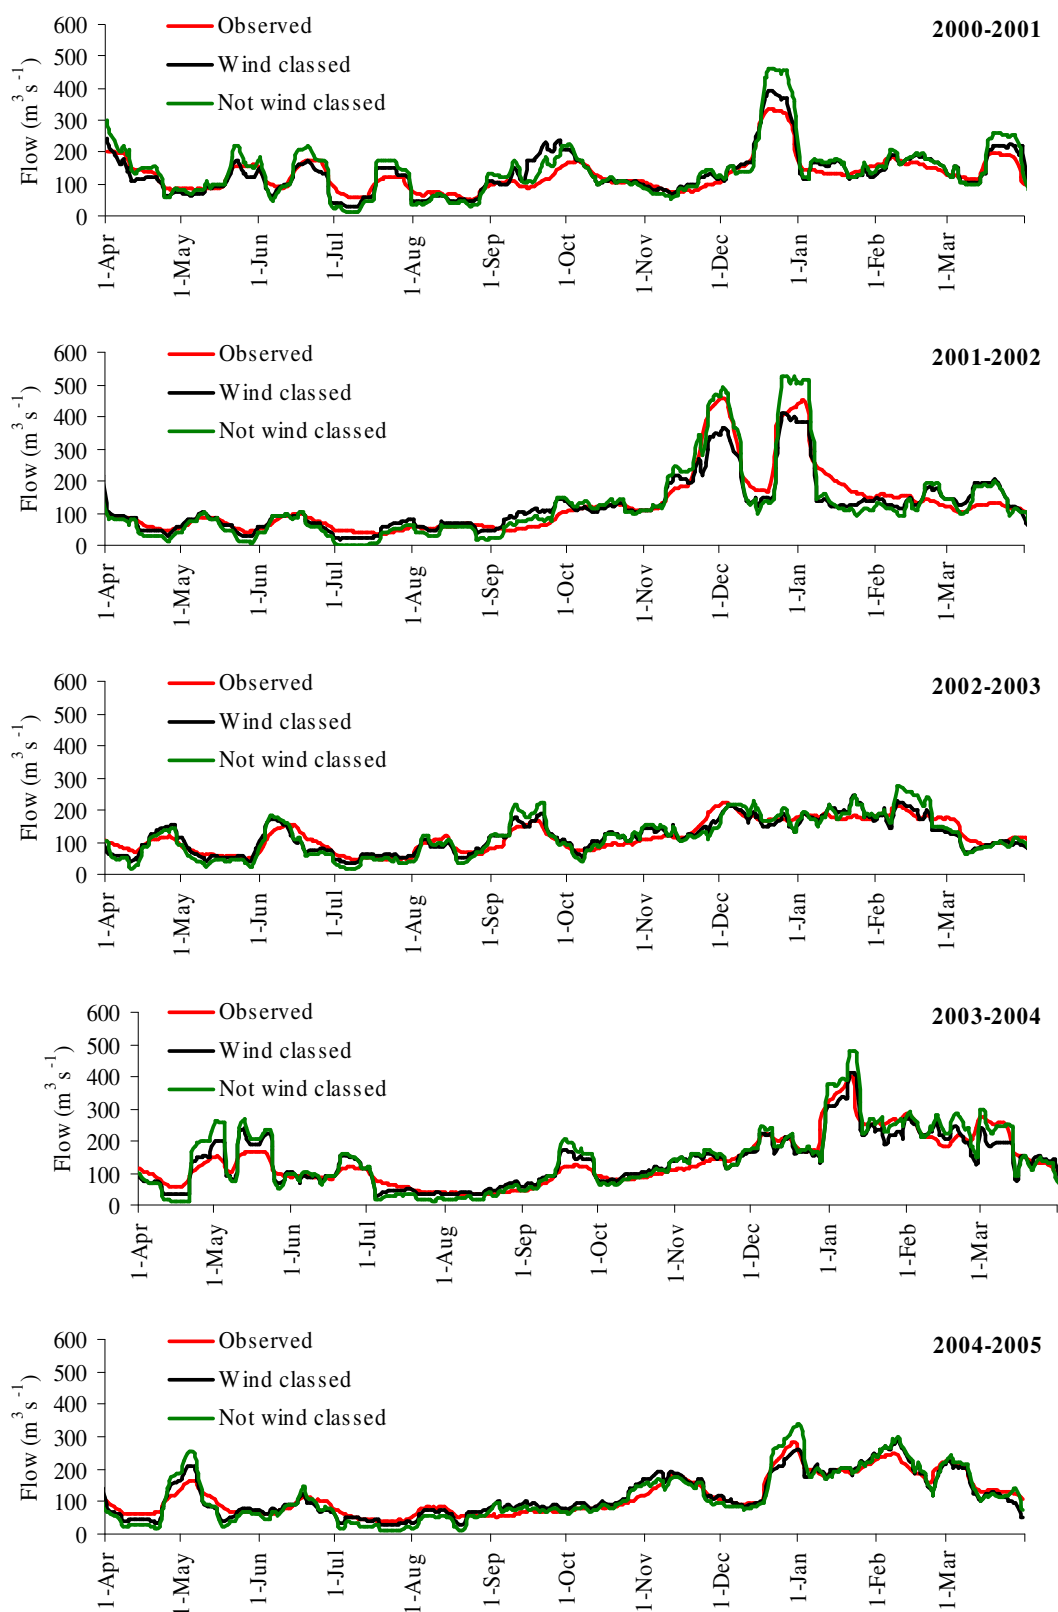 2000-2001
Observed
Wind classed
Not wind classed
Flow (m³ s⁻¹)
600
500
400
300
200
100
0
1-Apr 1-May 1-Jun 1-Jul 1-Aug 1-Sep 1-Oct 1-Nov 1-Dec 1-Jan 1-Feb 1-Mar
2001-2002
Observed
Wind classed
Not wind classed
Flow (m³ s⁻¹)
600
500
400
300
200
100
0
1-Apr 1-May 1-Jun 1-Jul 1-Aug 1-Sep 1-Oct 1-Nov 1-Dec 1-Jan 1-Feb 1-Mar
2002-2003
Observed
Wind classed
Not wind classed
Flow (m³ s⁻¹)
600
500
400
300
200
100
0
1-Apr 1-May 1-Jun 1-Jul 1-Aug 1-Sep 1-Oct 1-Nov 1-Dec 1-Jan 1-Feb 1-Mar
2003-2004
Observed
Wind classed
Not wind classed
Flow (m³ s⁻¹)
600
500
400
300
200
100
0
1-Apr 1-May 1-Jun 1-Jul 1-Aug 1-Sep 1-Oct 1-Nov 1-Dec 1-Jan 1-Feb 1-Mar
2004-2005
Observed
Wind classed
Not wind classed
Flow (m³ s⁻¹)
600
500
400
300
200
100
0
1-Apr 1-May 1-Jun 1-Jul 1-Aug 1-Sep 1-Oct 1-Nov 1-Dec 1-Jan 1-Feb 1-Mar